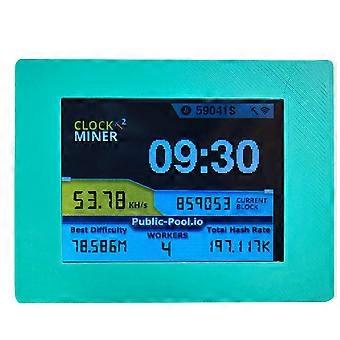 59041S
CLOCK 2
MINER
09:30
53.78 KH/s
859053 CURRENT BLOCK
Public-Pool.io
Best Difficulty WORKERS Total Hash Rate
78.586M 4 197.117K